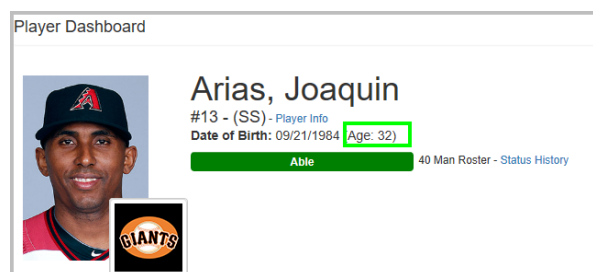 Player Dashboard
Arias, Joaquin
#13 - (SS) - Player Info
Date of Birth: 09/21/1984 (Age: 32)
Able
40 Man Roster - Status History
A
GIANTS